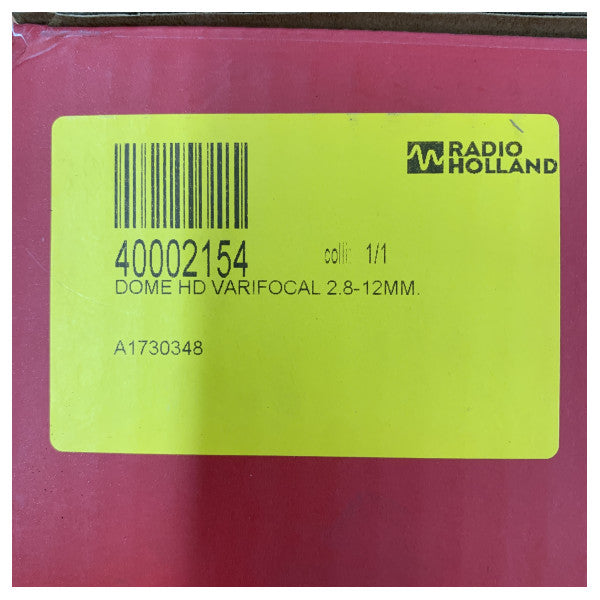 RADIO
HOLLAND
40002154 colli 1/1
DOME HD VARIFOCAL 2.8-12MM.
A1730348